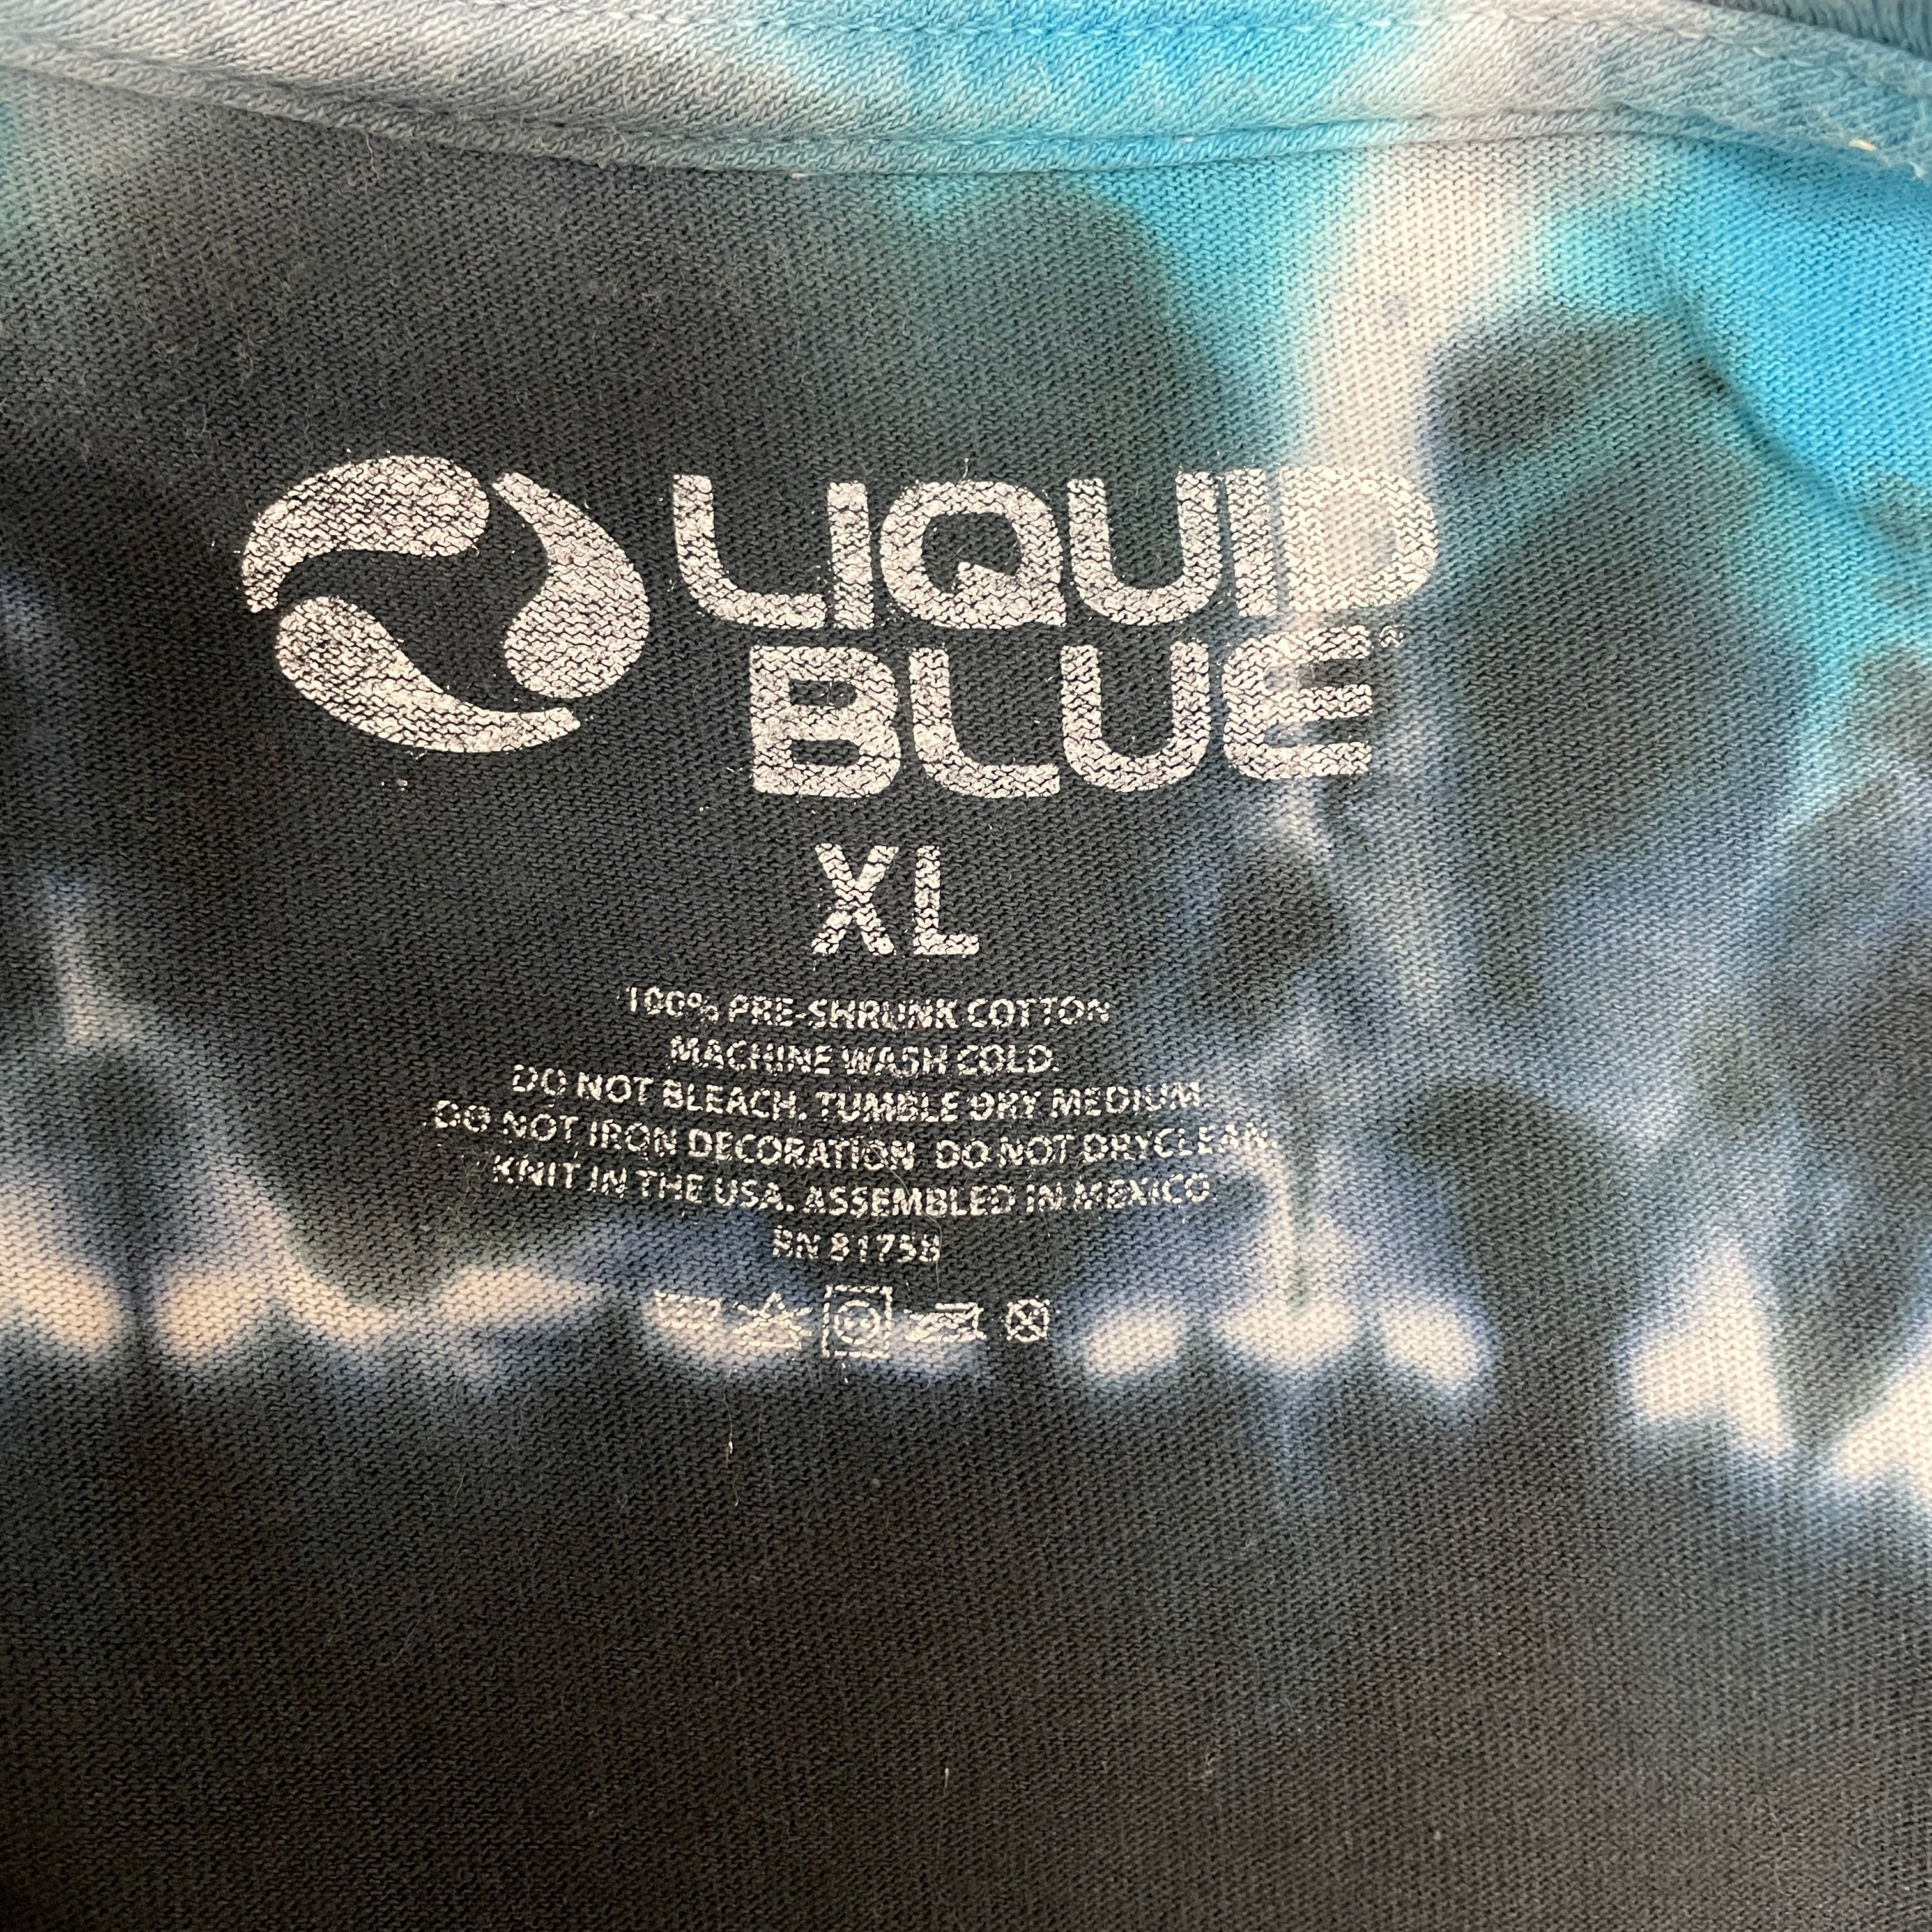 LIQUID
BLUE®
XL
100% PRE-SHRUNK COTTON
MACHINE WASH COLD.
DO NOT BLEACH. TUMBLE DRY MEDIUM.
DO NOT IRON DECORATION. DO NOT DRYCLEAN.
KNIT IN THE USA. ASSEMBLED IN MEXICO.
RN 81758